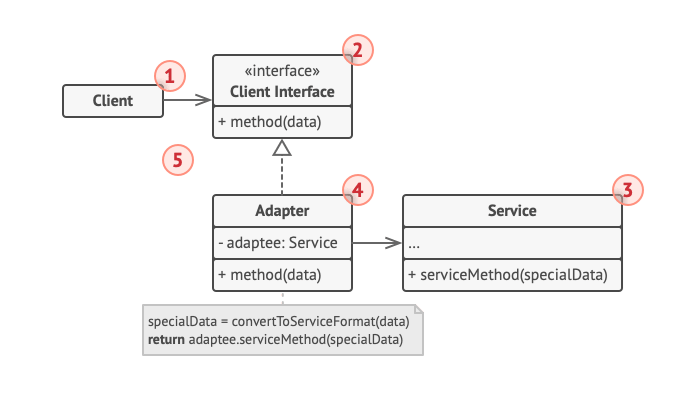 1
Client
2
«interface»
Client Interface
+ method(data)
5
4
Adapter
- adaptee: Service
+ method(data)
3
Service
...
+ serviceMethod(specialData)
specialData = convertToServiceFormat(data)
return adaptee.serviceMethod(specialData)